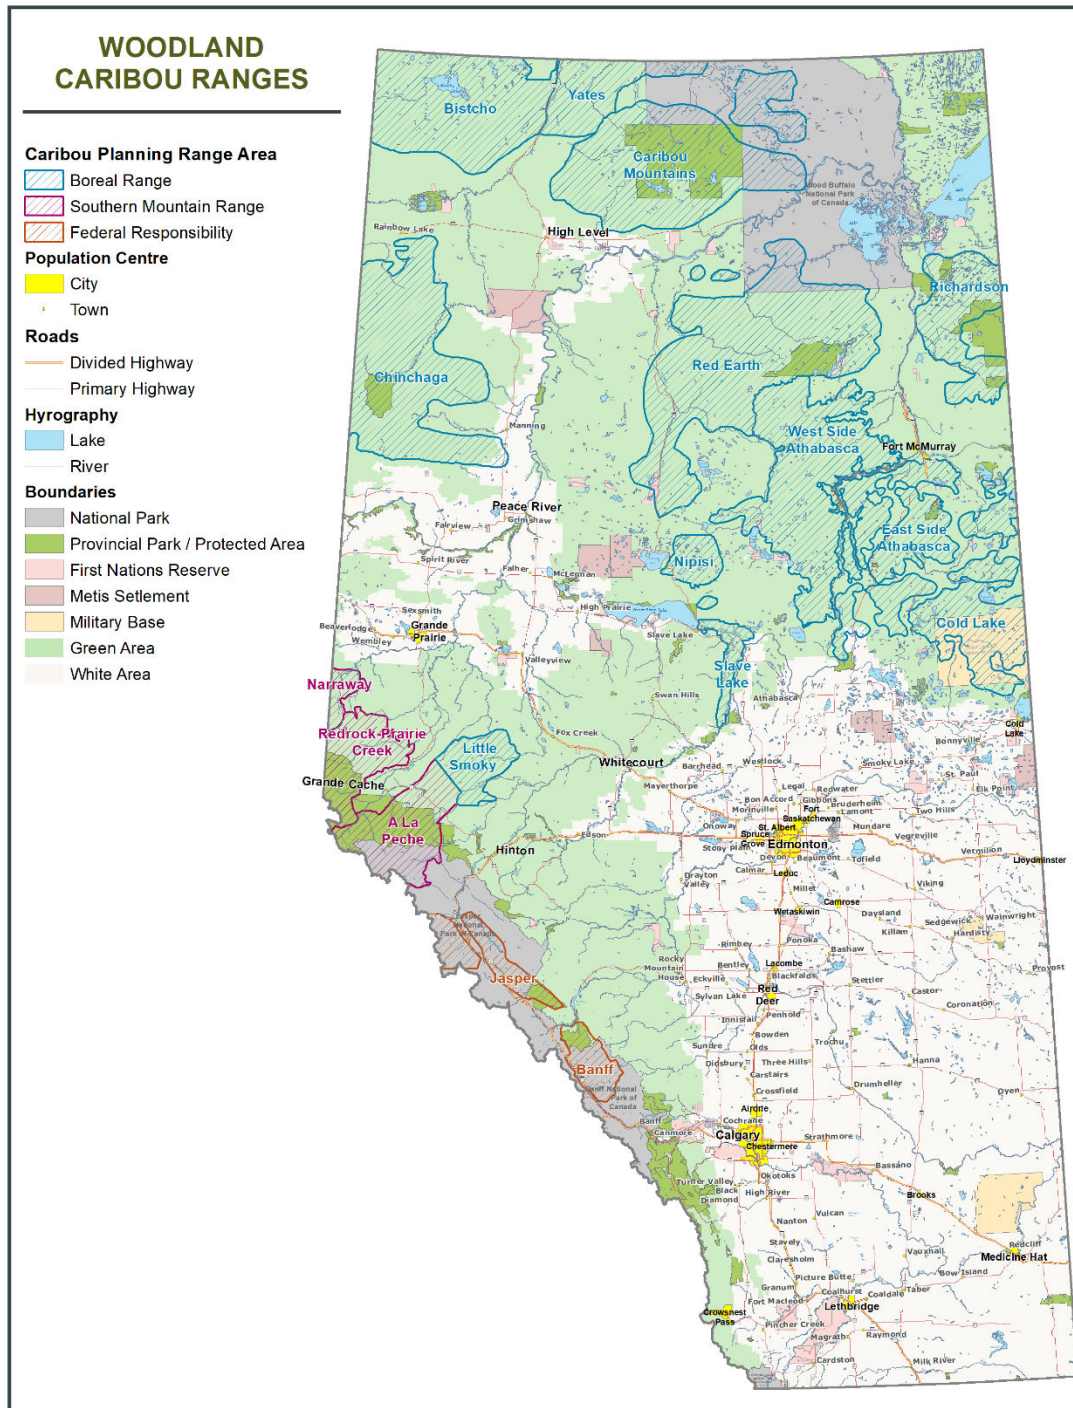 WOODLAND
CARIBOU RANGES
Caribou Planning Range Area
Boreal Range
Southern Mountain Range
Federal Responsibility
Population Centre
City
Town
Roads
Divided Highway
Primary Highway
Hyrography
Lake
River
Boundaries
National Park
Provincial Park / Protected Area
First Nations Reserve
Metis Setlement
Military Base
Green Area
White Area
Bistcho
Yates
Caribou
Mountains
Wood Buffalo
National Park
of Canada
Rainbow Lake
High Level
Richardson
Chinchaga
Red Earth
Manning
West Side
Athabasca
Fort McMurray
Peace River
Grimshaw
Fairview
East Side
Athabasca
Spirit River
Falher
McLennan
Nipisi
High Prairie
Sexsmith
Beaverlodge
Grande
Prairie
Wembley
Slave Lake
Cold Lake
Valleyview
Slave
Lake
Narraway
Swan Hills
Athabasca
Redrock-Prairie
Creek
Little
Smoky
Fox Creek
Cold
Lake
Bonnyville
Whitecourt
Barrhead
Westlock
Smoky Lake
St. Paul
Grande Cache
Mayerthorpe
Legal
Redwater
Elk Point
Bon Accord
Gibbons
Morinville
Fort
Saskatchewan
Bruderheim
Lamont
Two Hills
A La
Peche
Onoway
St. Albert
Mundare
Edson
Spruce
Grove
Stony Plain
Edmonton
Vegreville
Hinton
Vermilion
Lloydminster
Devon
Beaumont
Tofield
Calmar
Leduc
Drayton
Valley
Millet
Viking
Camrose
Wetaskiwin
Daysland
Sedgewick
Wainwright
Killam
Hardisty
Jasper
National
Park of Canada
Ponoka
Rimbey
Bashaw
Rocky
Mountain
House
Bentley
Lacombe
Blackfalds
Provost
Jasper
Eckville
Stettler
Sylvan Lake
Red
Deer
Castor
Coronation
Penhold
Innisfail
Bowden
Trochu
Sundre
Olds
Banff
Didsbury
Three Hills
Hanna
Carstairs
Drumheller
Oyen
Crossfield
Banff National
Park of
Canada
Airdrie
Cochrane
Banff
Canmore
Calgary
Strathmore
Chestermere
Bassano
Okotoks
Turner Valley
Black
Diamond
High River
Brooks
Vulcan
Nanton
Stavely
Redcliff
Medicine Hat
Vauxhall
Claresholm
Bow Island
Picture Butte
Granum
Coalhurst
Coaldale
Taber
Fort Macleod
Lethbridge
Crowsnest
Pass
Pincher Creek
Magrath
Raymond
Cardston
Milk River